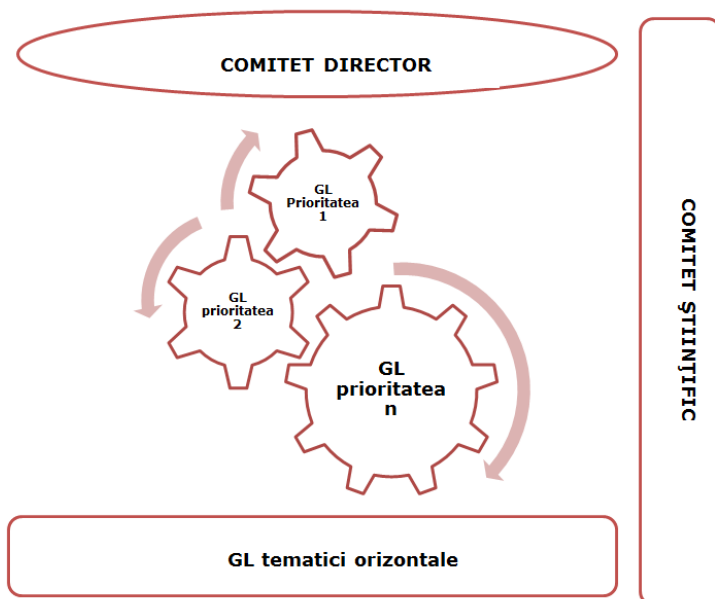 COMITET DIRECTOR
GL
Prioritatea
1
GL
prioritatea
2
GL
prioritatea
n
COMITET ŞTIINŢIFIC
GL tematici orizontale